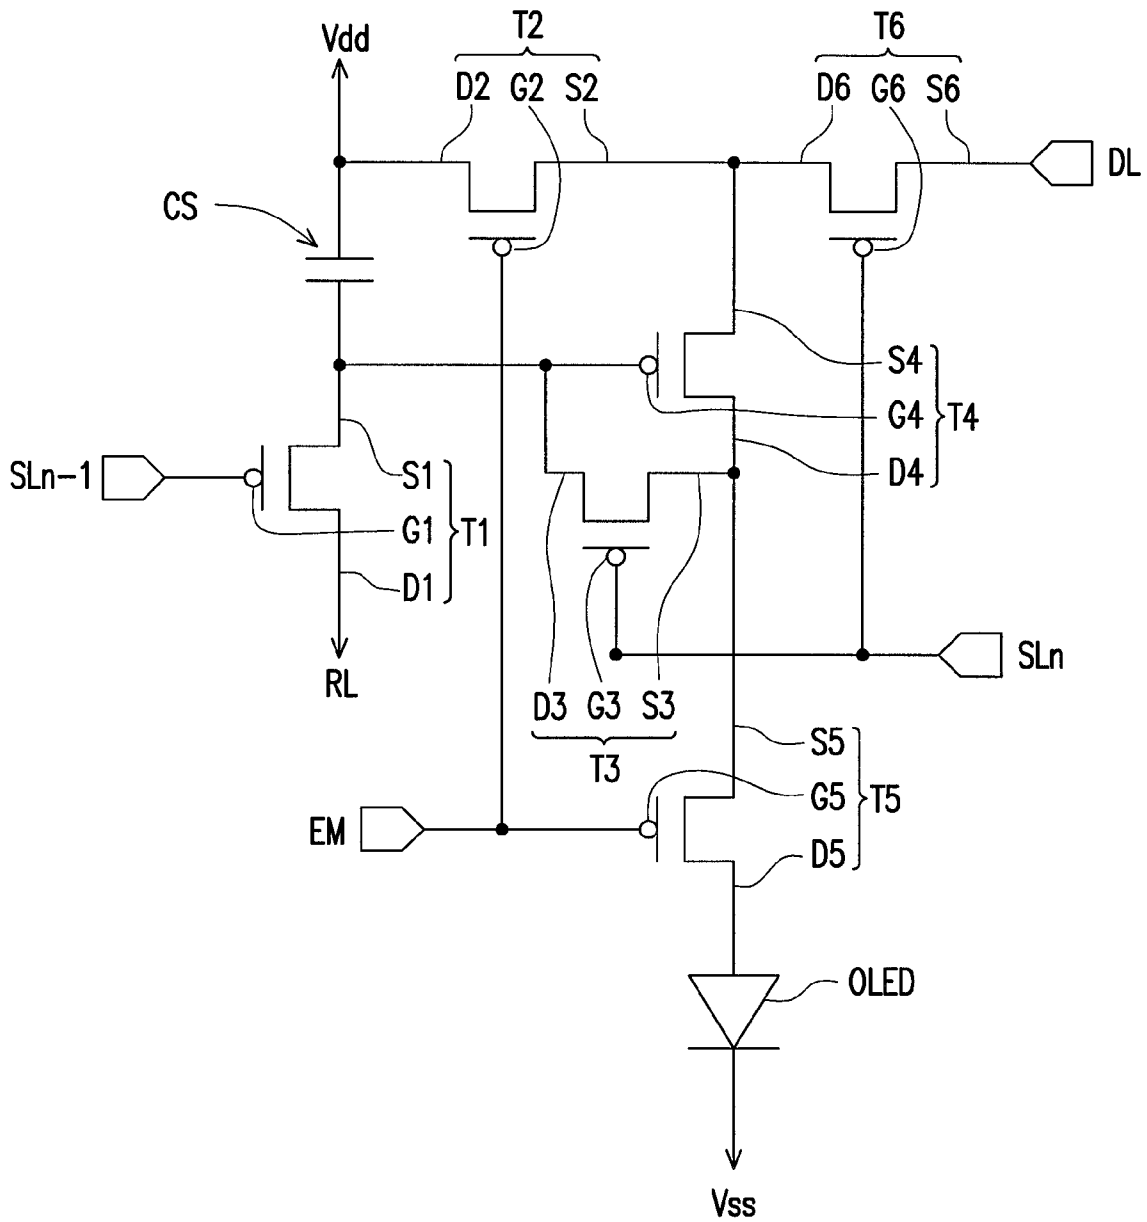 T2
T6
Vdd
D2 G2 S2
D6 G6 S6
DL
CS
S4
G4
T4
D4
SLn-1
S1
G1
T1
D1
RL
SLn
D3 G3 S3
T3
S5
G5
T5
D5
EM
OLED
Vss